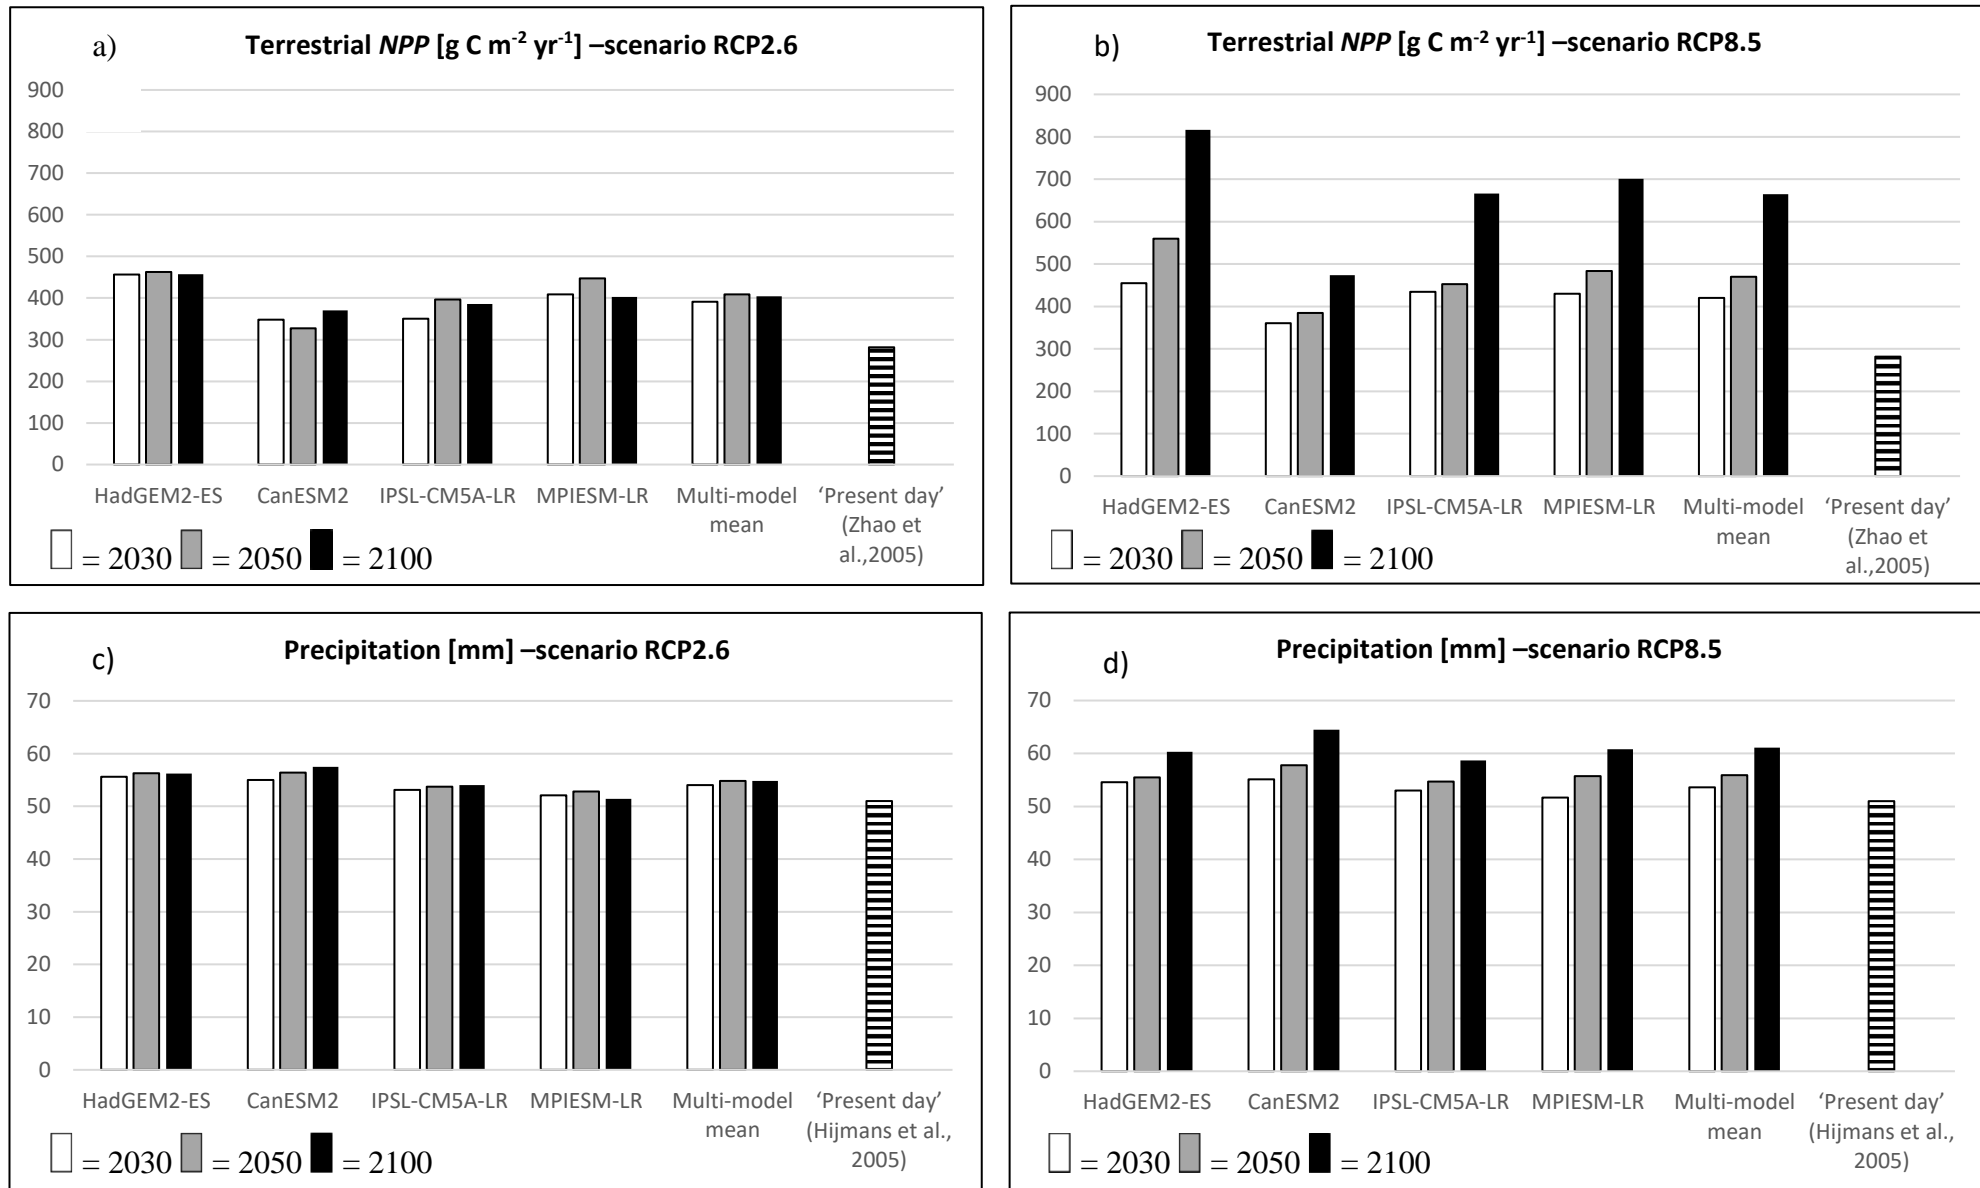 a)
Terrestrial NPP [g C m-2 yr-1] –scenario RCP2.6
900
800
700
600
500
400
300
200
100
0
HadGEM2-ES CanESM2 IPSL-CM5A-LR MPIESM-LR Multi-model ‘Present day’
mean (Zhao et
al.,2005)
= 2030 = 2050 = 2100
b)
Terrestrial NPP [g C m-2 yr-1] –scenario RCP8.5
900
800
700
600
500
400
300
200
100
0
HadGEM2-ES CanESM2 IPSL-CM5A-LR MPIESM-LR Multi-model ‘Present day’
mean (Zhao et
al.,2005)
= 2030 = 2050 = 2100
c)
Precipitation [mm] –scenario RCP2.6
70
60
50
40
30
20
10
0
HadGEM2-ES CanESM2 IPSL-CM5A-LR MPIESM-LR Multi-model ‘Present day’
mean (Hijmans et al.,
2005)
= 2030 = 2050 = 2100
d)
Precipitation [mm] –scenario RCP8.5
70
60
50
40
30
20
10
0
HadGEM2-ES CanESM2 IPSL-CM5A-LR MPIESM-LR Multi-model ‘Present day’
mean (Hijmans et al.,
2005)
= 2030 = 2050 = 2100